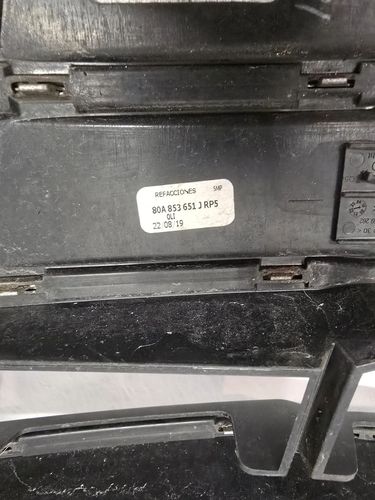 REFACCIONES SMP
80A 853 651 J RP5
OLI
22 08 19